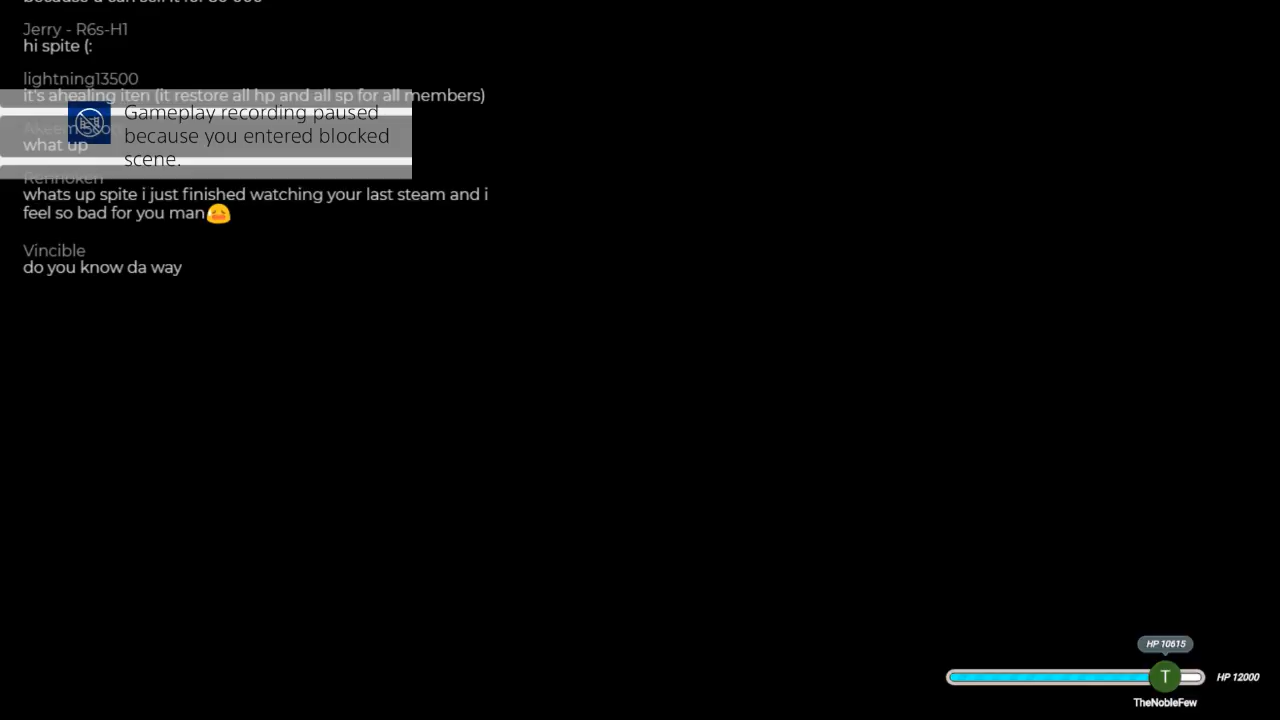 Jerry - R6s-H1
hi spite (:
lightning13500
it's ahealing iten (it restore all hp and all sp for all members)
Gameplay recording paused
because you entered blocked
scene.
what up
Rennoken
whats up spite i just finished watching your last steam and i
feel so bad for you man😩
Vincible
do you know da way
HP 10615
T
HP 12000
TheNobleFew